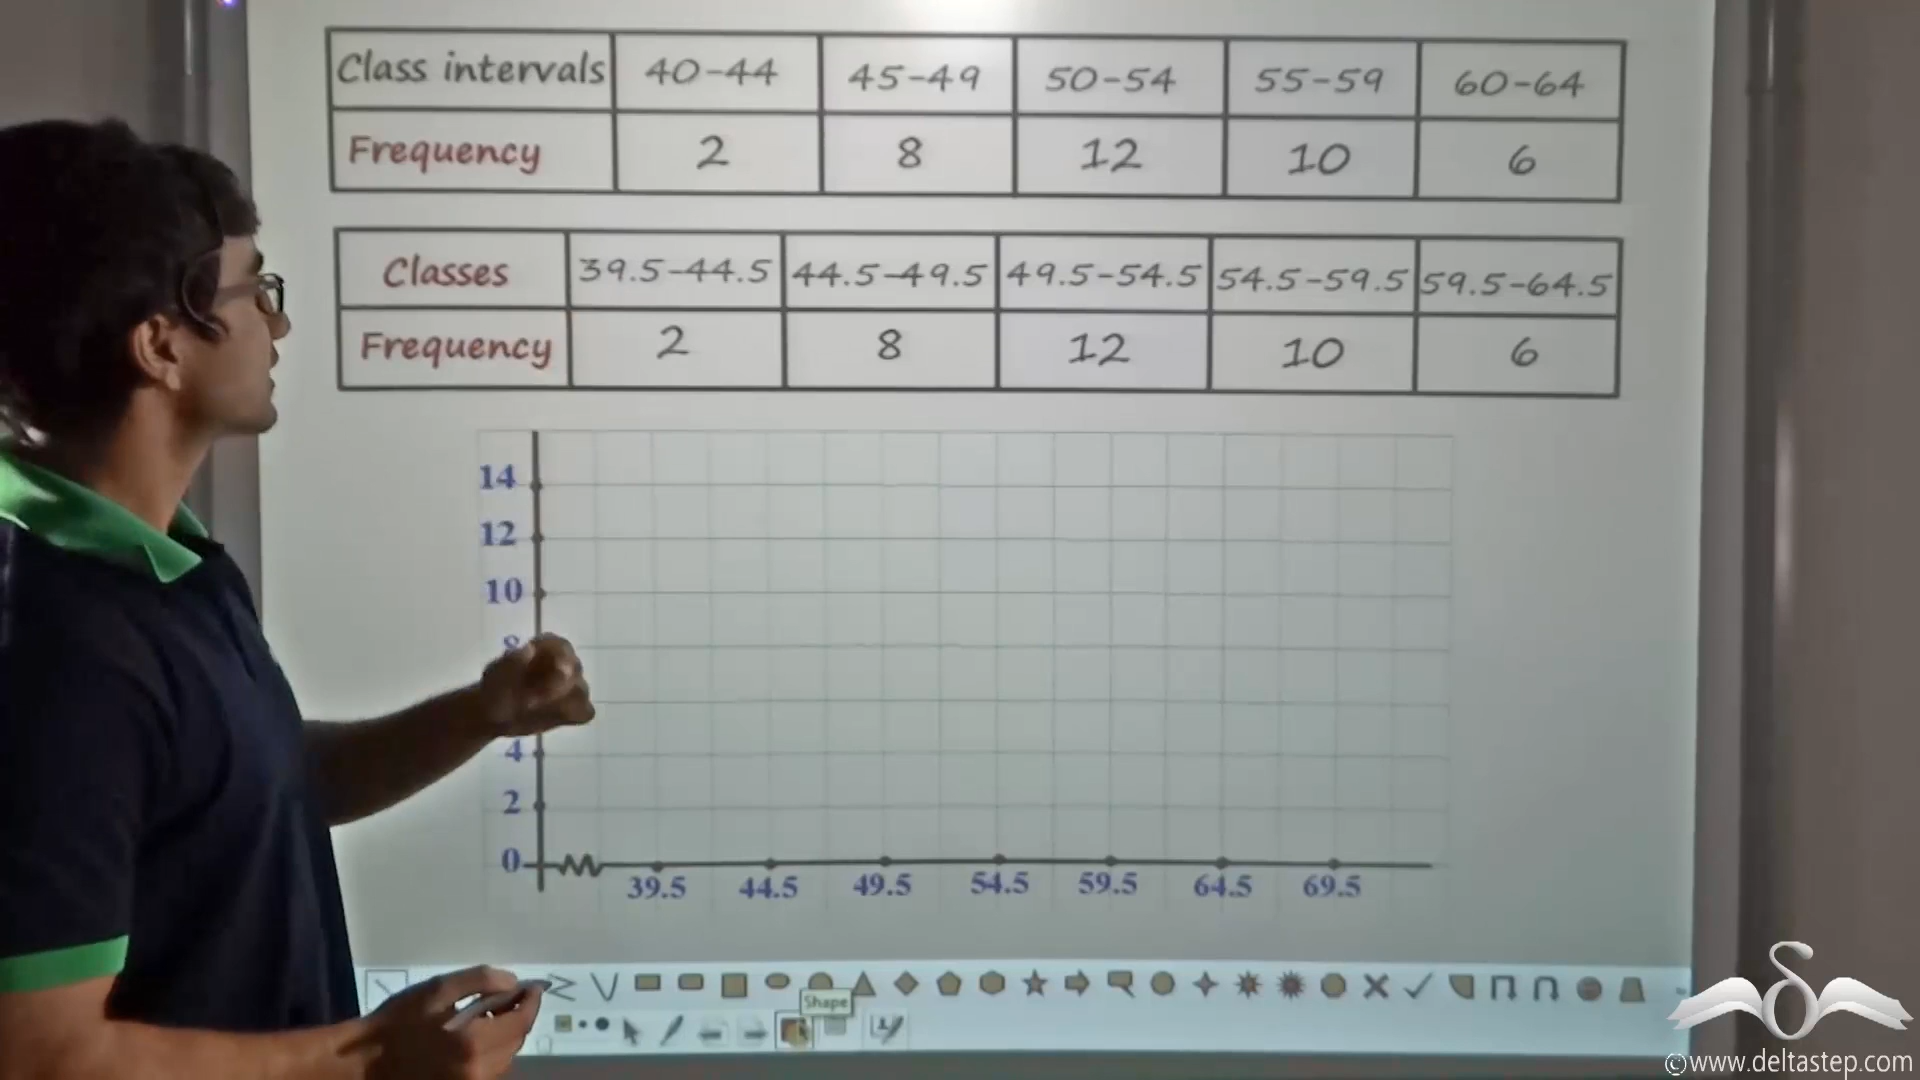 Class intervals 40-44 45-49 50-54 55-59 60-64
Frequency 2 8 12 10 6
Classes 39.5-44.5 44.5-49.5 49.5-54.5 54.5-59.5 59.5-64.5
Frequency 2 8 12 10 6
14
12
10
8
4
2
0
39.5 44.5 49.5 54.5 59.5 64.5 69.5
Shape
©www.deltastep.com